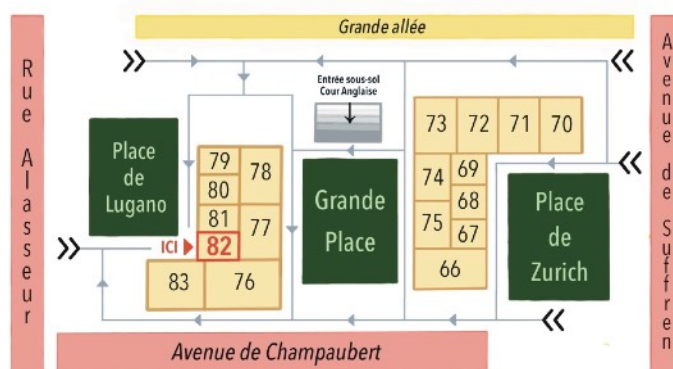 Grande allée
Rue Alasseur
Avenue de Suffren
Entrée sous-sol
Cour Anglaise
Place
de
Lugano
79
78
80
81
77
ICI
82
83
76
Grande
Place
73
72
71
70
74
69
68
75
67
66
Place
de
Zurich
Avenue de Champaubert